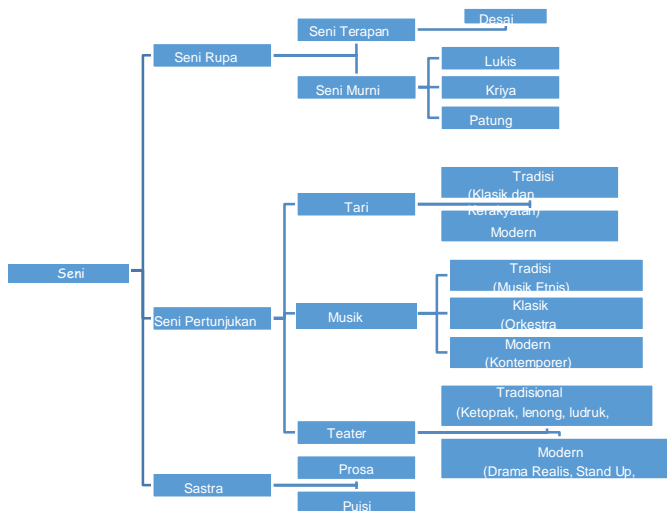 Seni
Seni Rupa
Seni Terapan
Desai
Seni Murni
Lukis
Kriya
Patung
Seni Pertunjukan
Tari
Tradisi
(Klasik dan
Kerakyatan)
Modern
Musik
Tradisi
(Musik Etnis)
Klasik
(Orkestra
Modern
(Kontemporer)
Teater
Tradisional
(Ketoprak, lenong, ludruk,
Modern
(Drama Realis, Stand Up,
Sastra
Prosa
Puisi